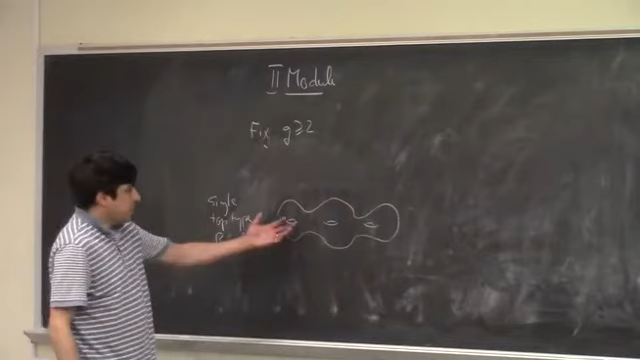 II Moduli
Fix g ≥ 2
single
top. type